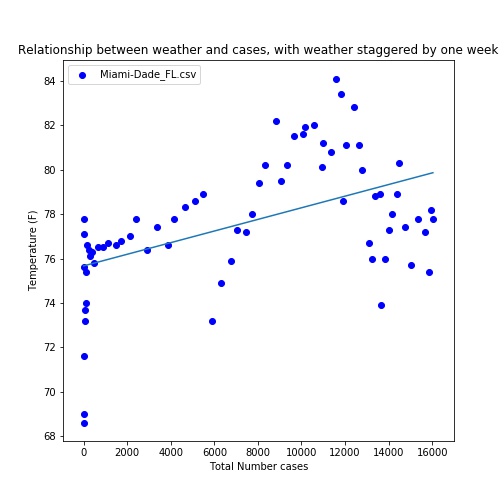 Relationship between weather and cases, with weather staggered by one week
Miami-Dade_FL.csv
84
82
80
78
76
74
72
70
68
Temperature (F)
0 2000 4000 6000 8000 10000 12000 14000 16000
Total Number cases